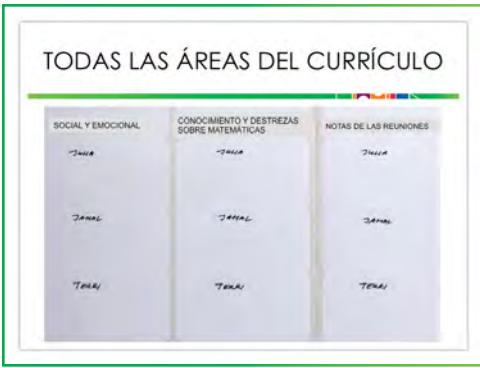 TODAS LAS ÁREAS DEL CURRÍCULO
SOCIAL Y EMOCIONAL
CONOCIMIENTO Y DESTREZAS
SOBRE MATEMÁTICAS
NOTAS DE LAS REUNIONES
JULIA JULIA JULIA
JAMAL JAMAL JAMAL
TERRI TERRI TERRI